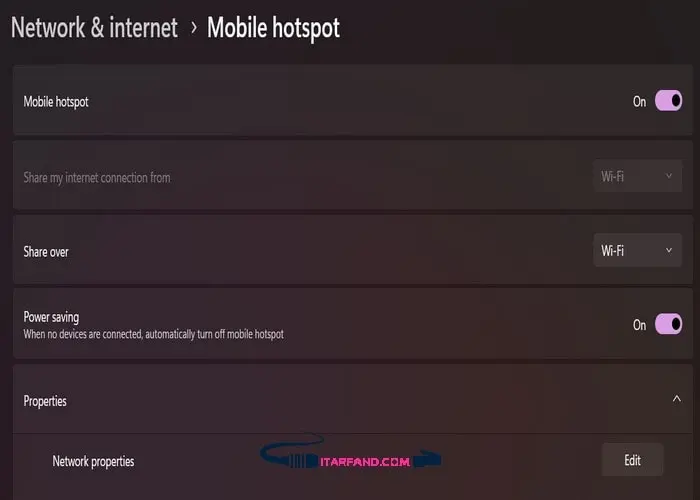 Network & internet › Mobile hotspot
Mobile hotspot
On
Share my internet connection from
Wi-Fi
Share over
Wi-Fi
Power saving
When no devices are connected, automatically turn off mobile hotspot
On
Properties
Network properties
ITARFAND.COM
Edit